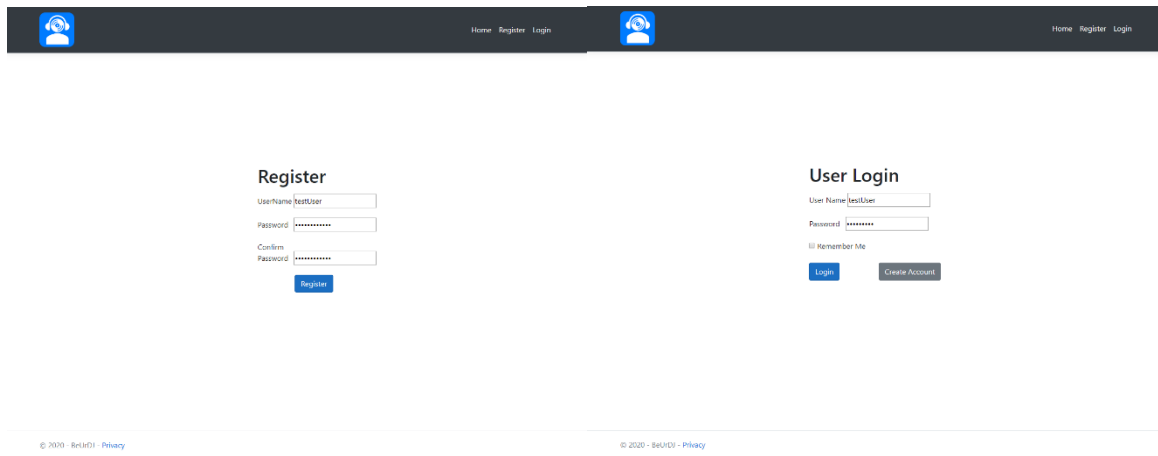 Home Register Login
Register
UserName testUser
Password ••••••••••••
Confirm
Password ••••••••••••
Register
© 2020 - BeUrDJ - Privacy
Home Register Login
User Login
User Name testUser
Password •••••••••
Remember Me
Login Create Account
© 2020 - BeUrDJ - Privacy